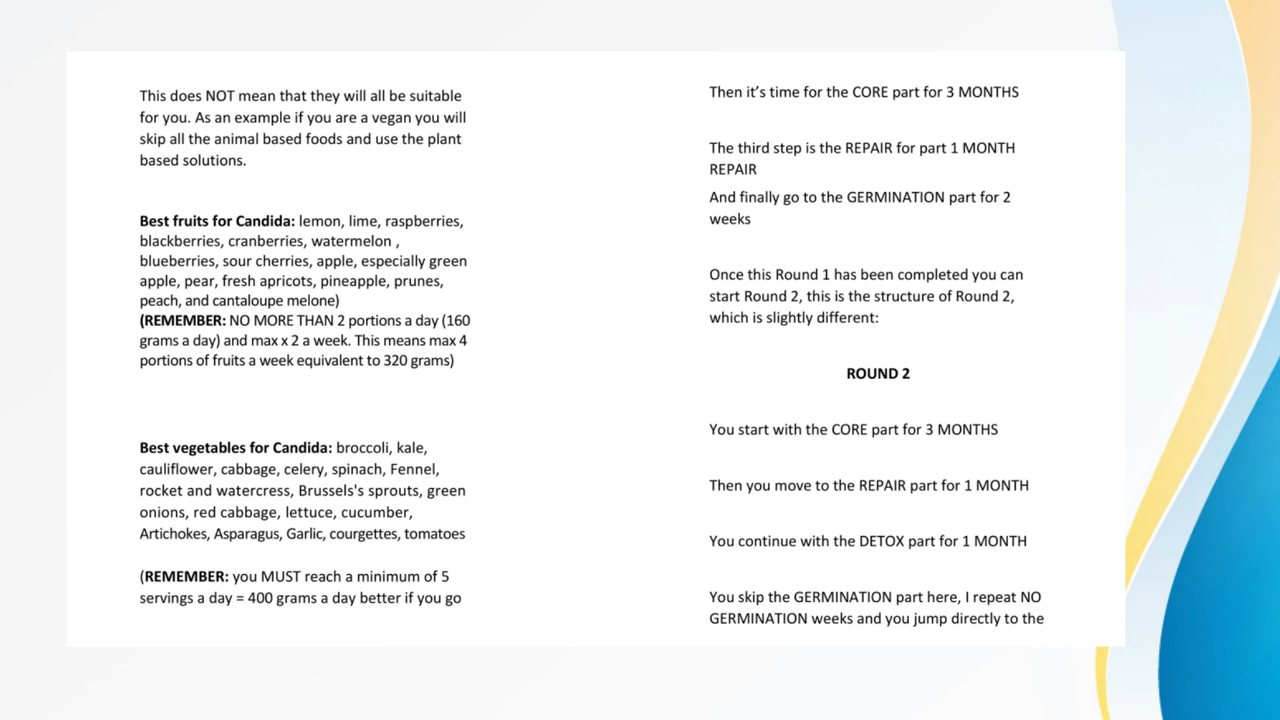 This does NOT mean that they will all be suitable
for you. As an example if you are a vegan you will
skip all the animal based foods and use the plant
based solutions.
Best fruits for Candida: lemon, lime, raspberries,
blackberries, cranberries, watermelon ,
blueberries, sour cherries, apple, especially green
apple, pear, fresh apricots, pineapple, prunes,
peach, and cantaloupe melone)
(REMEMBER: NO MORE THAN 2 portions a day (160
grams a day) and max x 2 a week. This means max 4
portions of fruits a week equivalent to 320 grams)
Best vegetables for Candida: broccoli, kale,
cauliflower, cabbage, celery, spinach, Fennel,
rocket and watercress, Brussels's sprouts, green
onions, red cabbage, lettuce, cucumber,
Artichokes, Asparagus, Garlic, courgettes, tomatoes
(REMEMBER: you MUST reach a minimum of 5
servings a day = 400 grams a day better if you go
Then it’s time for the CORE part for 3 MONTHS
The third step is the REPAIR for part 1 MONTH
REPAIR
And finally go to the GERMINATION part for 2
weeks
Once this Round 1 has been completed you can
start Round 2, this is the structure of Round 2,
which is slightly different:
ROUND 2
You start with the CORE part for 3 MONTHS
Then you move to the REPAIR part for 1 MONTH
You continue with the DETOX part for 1 MONTH
You skip the GERMINATION part here, I repeat NO
GERMINATION weeks and you jump directly to the